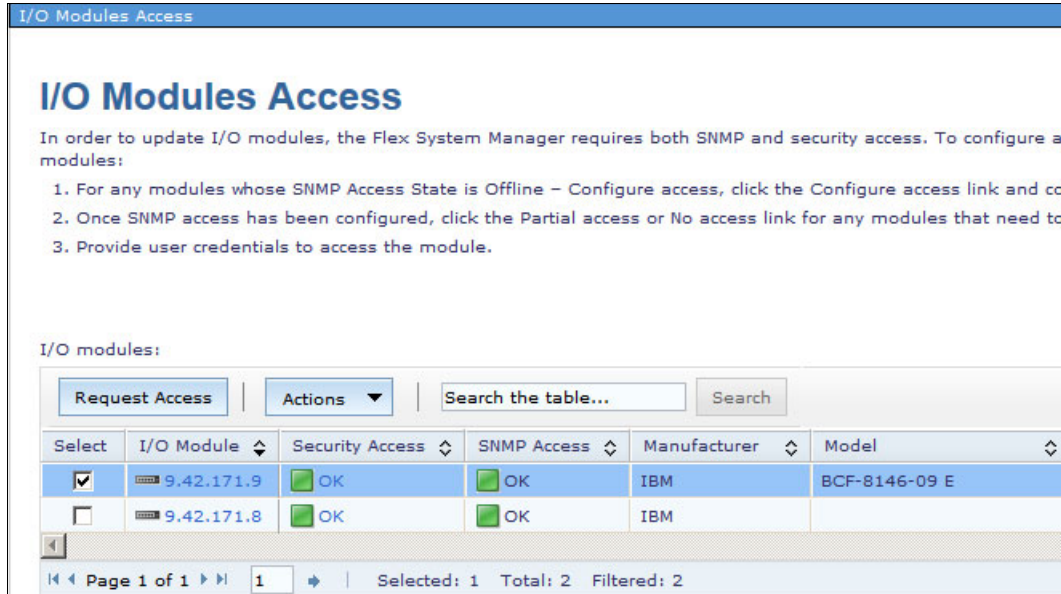 I/O Modules Access
I/O Modules Access
In order to update I/O modules, the Flex System Manager requires both SNMP and security access. To configure a
modules:
1. For any modules whose SNMP Access State is Offline – Configure access, click the Configure access link and co
2. Once SNMP access has been configured, click the Partial access or No access link for any modules that need to
3. Provide user credentials to access the module.
I/O modules:
Request Access | Actions | Search the table... Search
Select I/O Module Security Access SNMP Access Manufacturer Model
9.42.171.9 OK OK IBM BCF-8146-09 E
9.42.171.8 OK OK IBM
Page 1 of 1 1 | Selected: 1 Total: 2 Filtered: 2